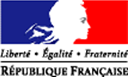 Liberté • Égalité • Fraternité
RÉPUBLIQUE FRANÇAISE